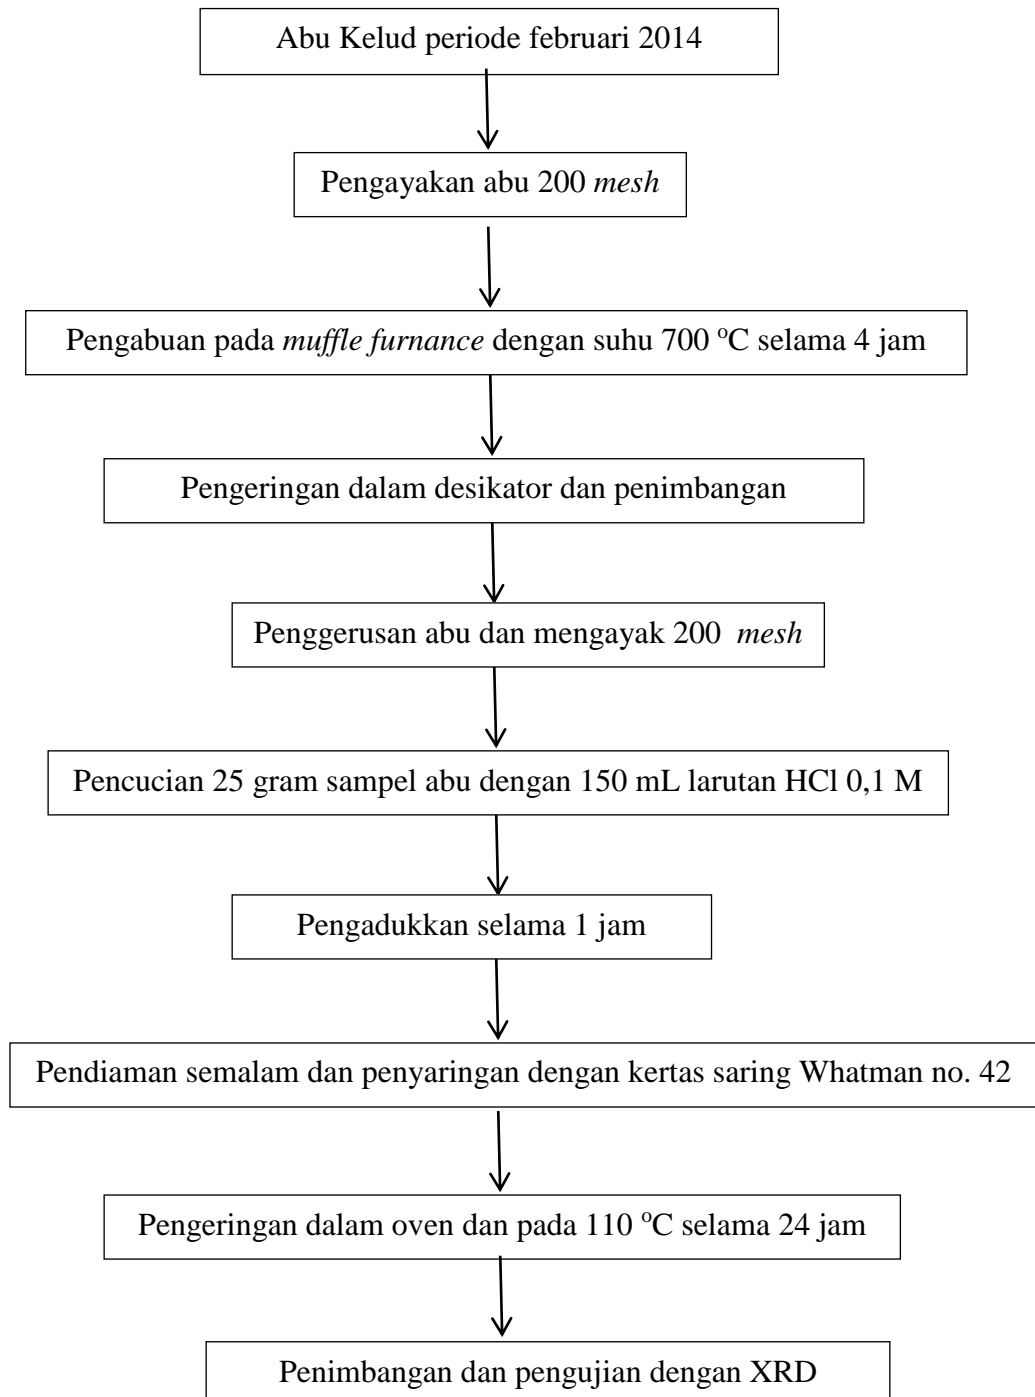 Abu Kelud periode februari 2014
Pengayakan abu 200 mesh
Pengabuan pada muffle furnance dengan suhu 700 °C selama 4 jam
Pengeringan dalam desikator dan penimbangan
Penggerusan abu dan mengayak 200 mesh
Pencucian 25 gram sampel abu dengan 150 mL larutan HCl 0,1 M
Pengadukkan selama 1 jam
Pendiaman semalam dan penyaringan dengan kertas saring Whatman no. 42
Pengeringan dalam oven dan pada 110 °C selama 24 jam
Penimbangan dan pengujian dengan XRD